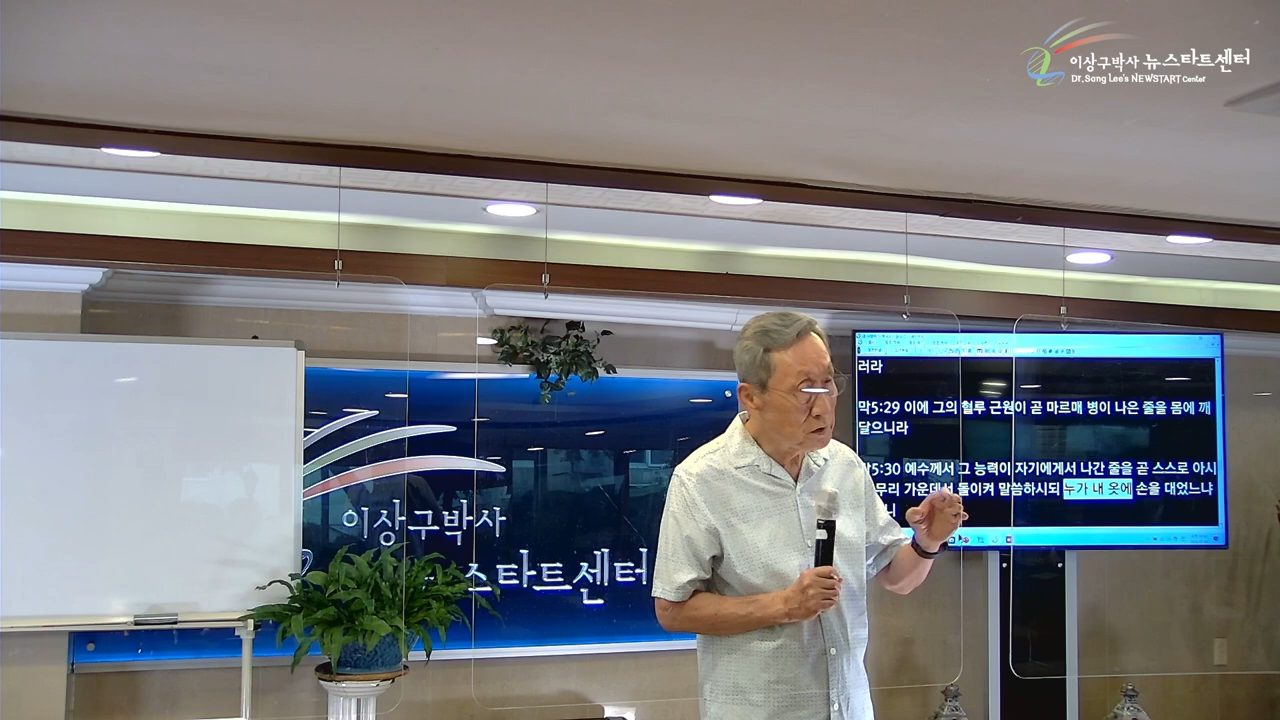 이상구박사 뉴스타트센터
Dr. Sang Lee's NEWSTART Center
러라
막5:29 이에 그의 혈루 근원이 곧 마르매 병이 나은 줄을 몸에 깨
달으니라
막5:30 예수께서 그 능력이 자기에게서 나간 줄을 곧 스스로 아시
무리 가운데서 돌이켜 말씀하시되 누가 내 옷에 손을 대었느냐
이상구박사
스타트센터